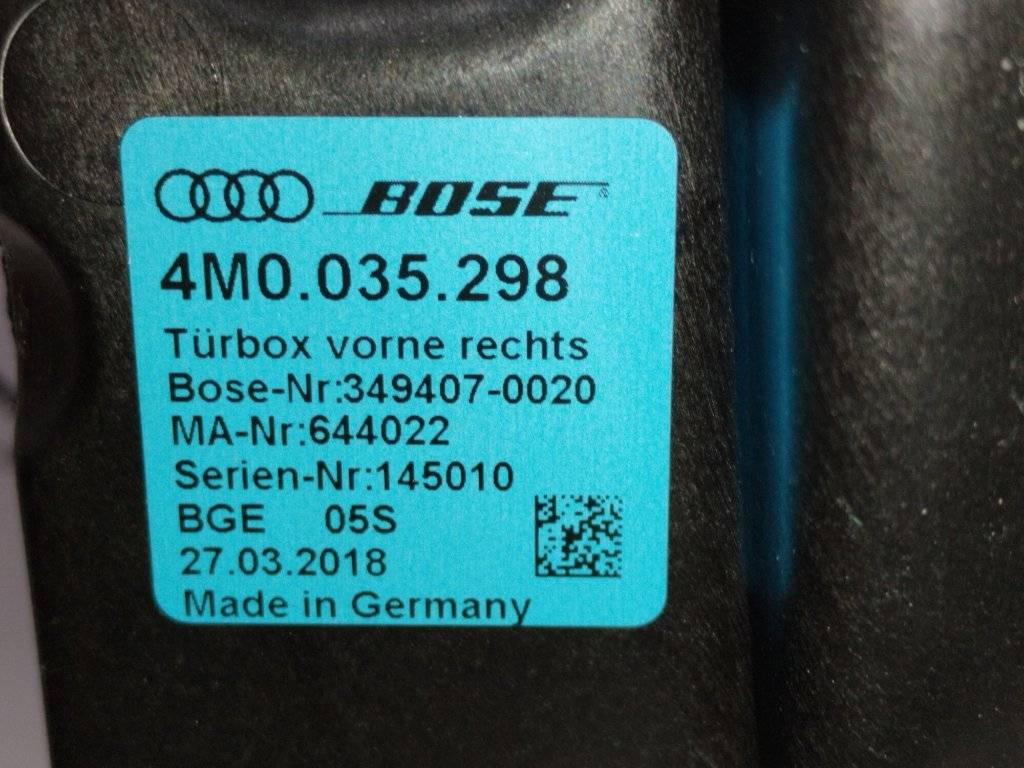 BOSE®
4M0.035.298
Türbox vorne rechts
Bose-Nr:349407-0020
MA-Nr:644022
Serien-Nr:145010
BGE 05S
27.03.2018
Made in Germany